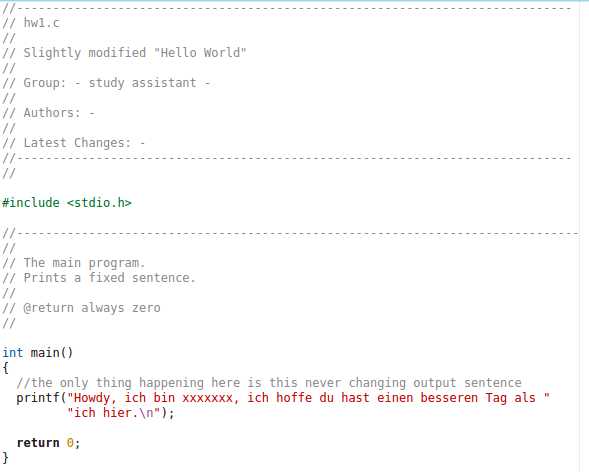 //-----------------------------------------------------------------------------
// hw1.c
//
// Slightly modified "Hello World"
//
// Group: - study assistant -
//
// Authors: -
//
// Latest Changes: -
//-----------------------------------------------------------------------------
//
#include <stdio.h>
//------------------------------------------------------------------------------
//
// The main program.
// Prints a fixed sentence.
//
// @return always zero
//
int main()
{
  //the only thing happening here is this never changing output sentence
  printf("Howdy, ich bin xxxxxxx, ich hoffe du hast einen besseren Tag als "
         "ich hier.\n");
  return 0;
}